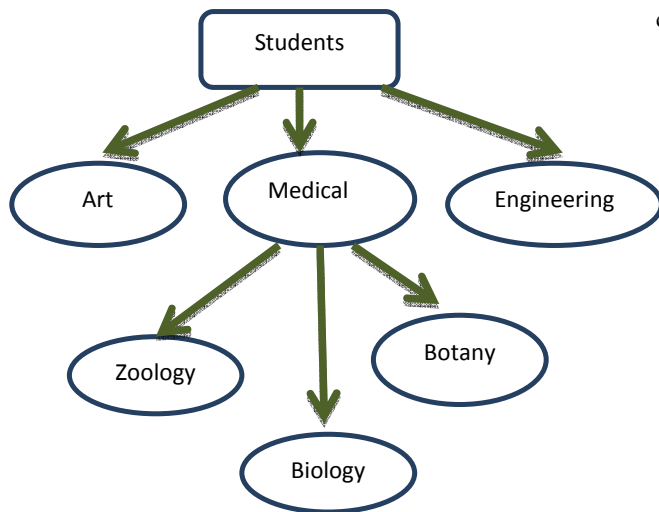 Students
Art
Medical
Engineering
Zoology
Botany
Biology